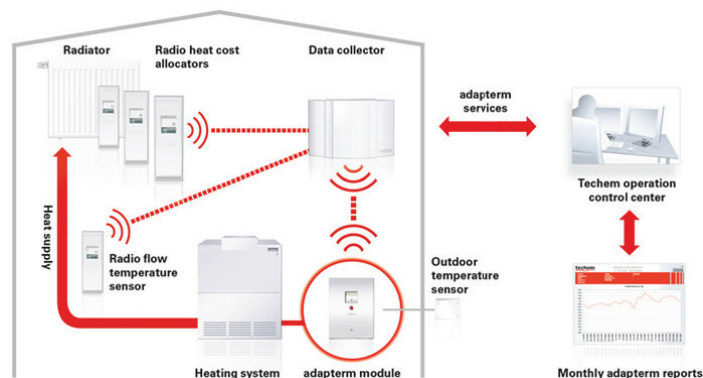 Radiator
Radio heat cost
allocators
Data collector
adapterm
services
Techem operation
control center
Heat supply
Radio flow
temperature
sensor
Outdoor
temperature
sensor
techem
Heating system
adapterm module
Monthly adapterm reports